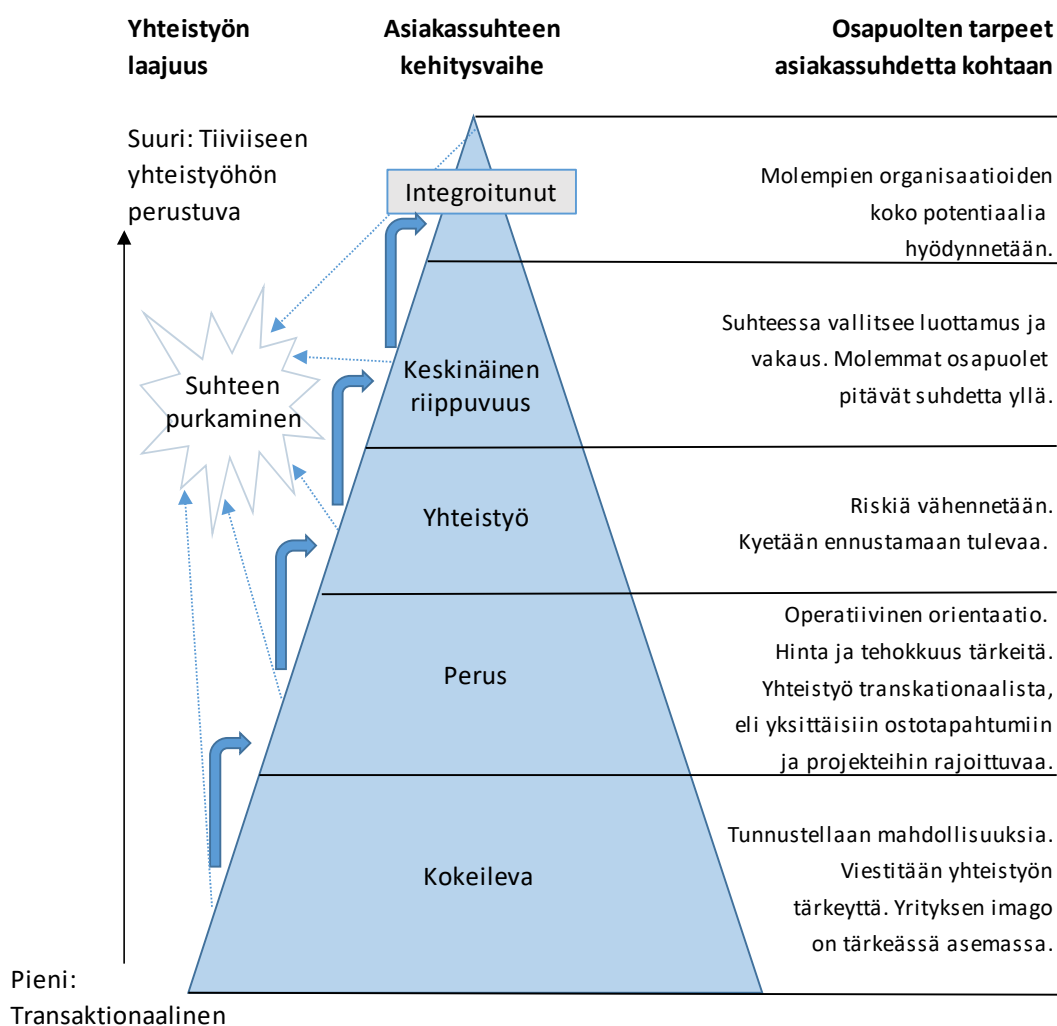 Yhteistyön
laajuus
Asiakassuhteen
kehitysvaihe
Osapuolten tarpeet
asiakassuhdetta kohtaan
Suuri: Tiiviiseen
yhteistyöhön
perustuva
Integroitunut
Molempien organisaatioiden
koko potentiaalia
hyödynnetään.
Suhteen
purkaminen
Keskinäinen
riippuvuus
Suhteessa vallitsee luottamus ja
vakaus. Molemmat osapuolet
pitävät suhdetta yllä.
Yhteistyö
Riskiä vähennetään.
Kyetään ennustamaan tulevaa.
Perus
Operatiivinen orientaatio.
Hinta ja tehokkuus tärkeitä.
Yhteistyö transkationaalista,
eli yksittäisiin ostotapahtumiin
ja projekteihin rajoittuvaa.
Kokeileva
Tunnustellaan mahdollisuuksia.
Viestitään yhteistyön
tärkeyttä. Yrityksen imago
on tärkeässä asemassa.
Pieni:
Transaktionaalinen